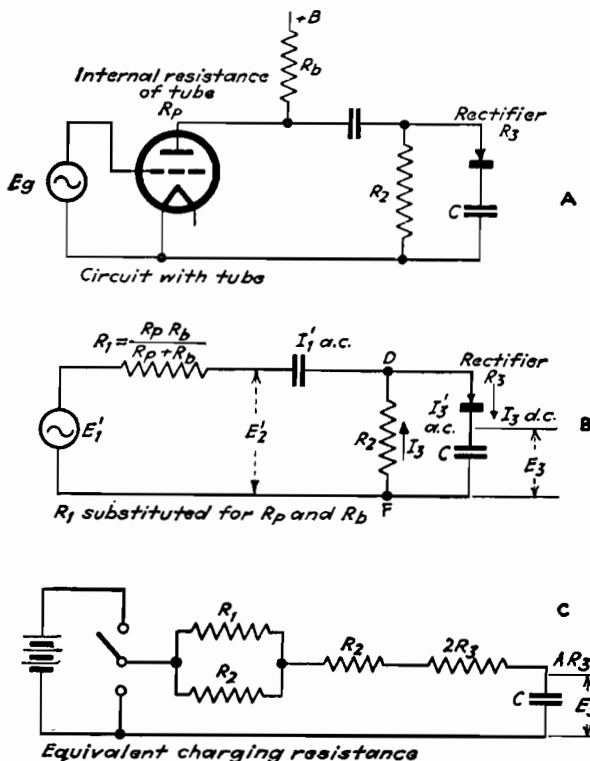 +B
Rb
Internal resistance
of tube
Rp
Rectifier
R3
Eg
R2
C
A
Circuit with tube
R1 = Rp Rb
Rp + Rb
I1' a.c.
D
Rectifier
R3
E1'
E2'
R2
I3
I3'
a.c.
I3 d.c.
C
E3
B
F
R1 substituted for Rp and Rb
C
R1
R2
R2
2R3
A R3
C
Equivalent charging resistance